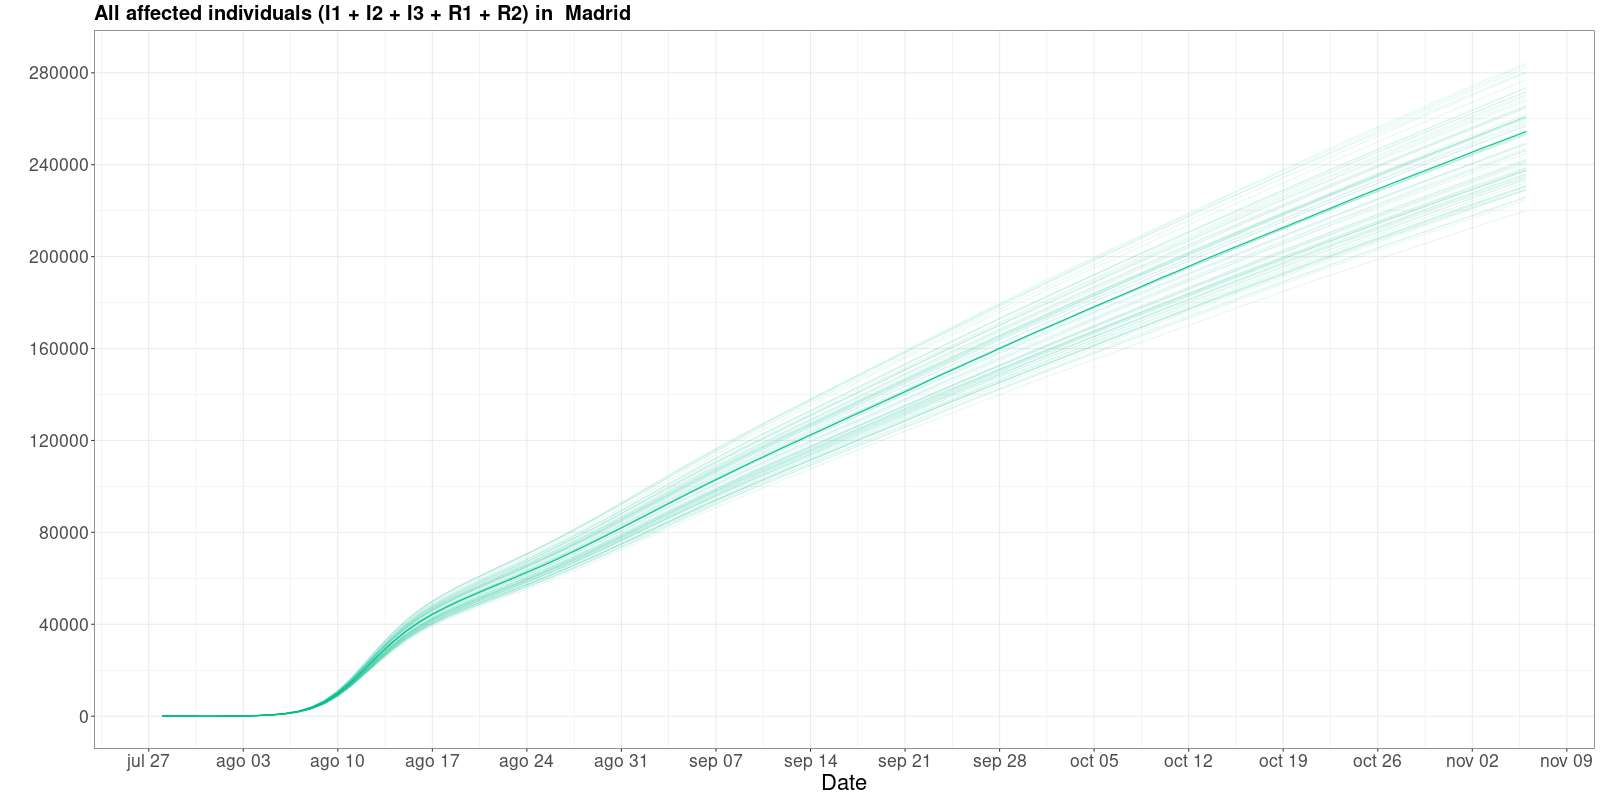 All affected individuals (I1 + I2 + I3 + R1 + R2) in  Madrid
280000
240000
200000
160000
120000
80000
40000
0
jul 27 ago 03 ago 10 ago 17 ago 24 ago 31 sep 07 sep 14 sep 21 sep 28 oct 05 oct 12 oct 19 oct 26 nov 02 nov 09
Date